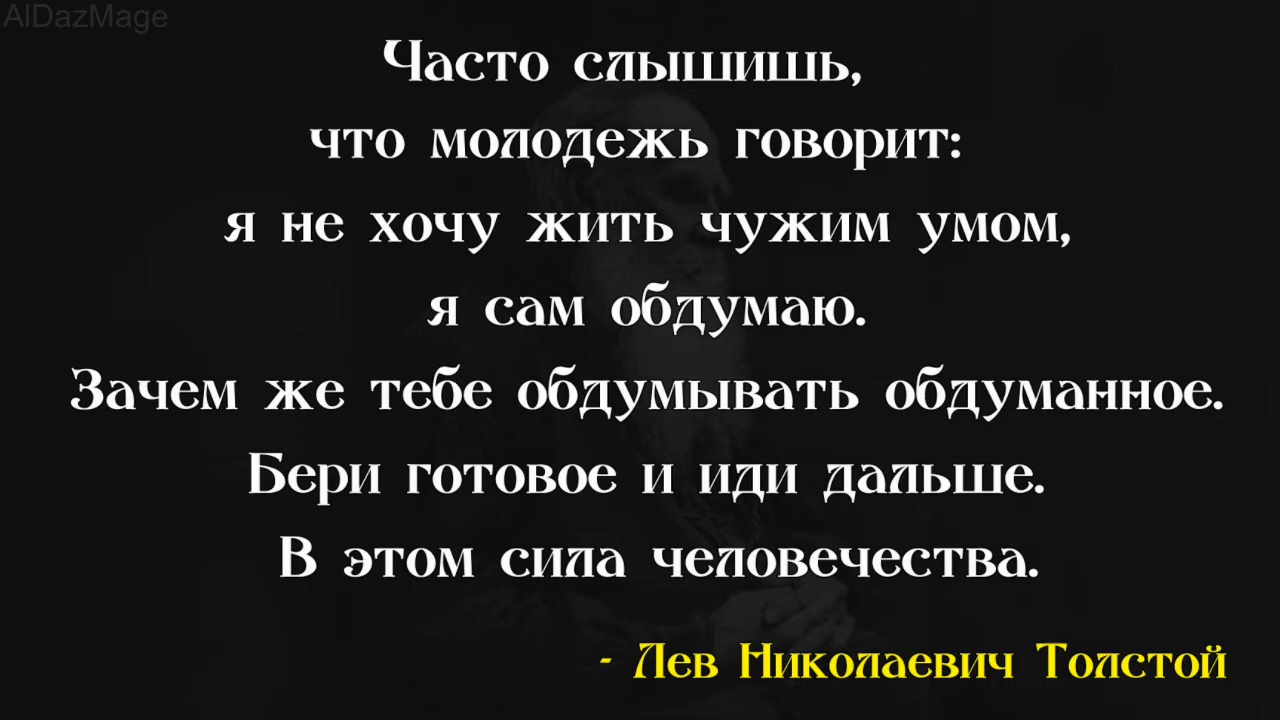 AlDazMage
Часто слышишь,
что молодежь говорит:
я не хочу жить чужим умом,
я сам обдумаю.
Зачем же тебе обдумывать обдуманное.
Бери готовое и иди дальше.
В этом сила человечества.
- Лев Николаевич Толстой